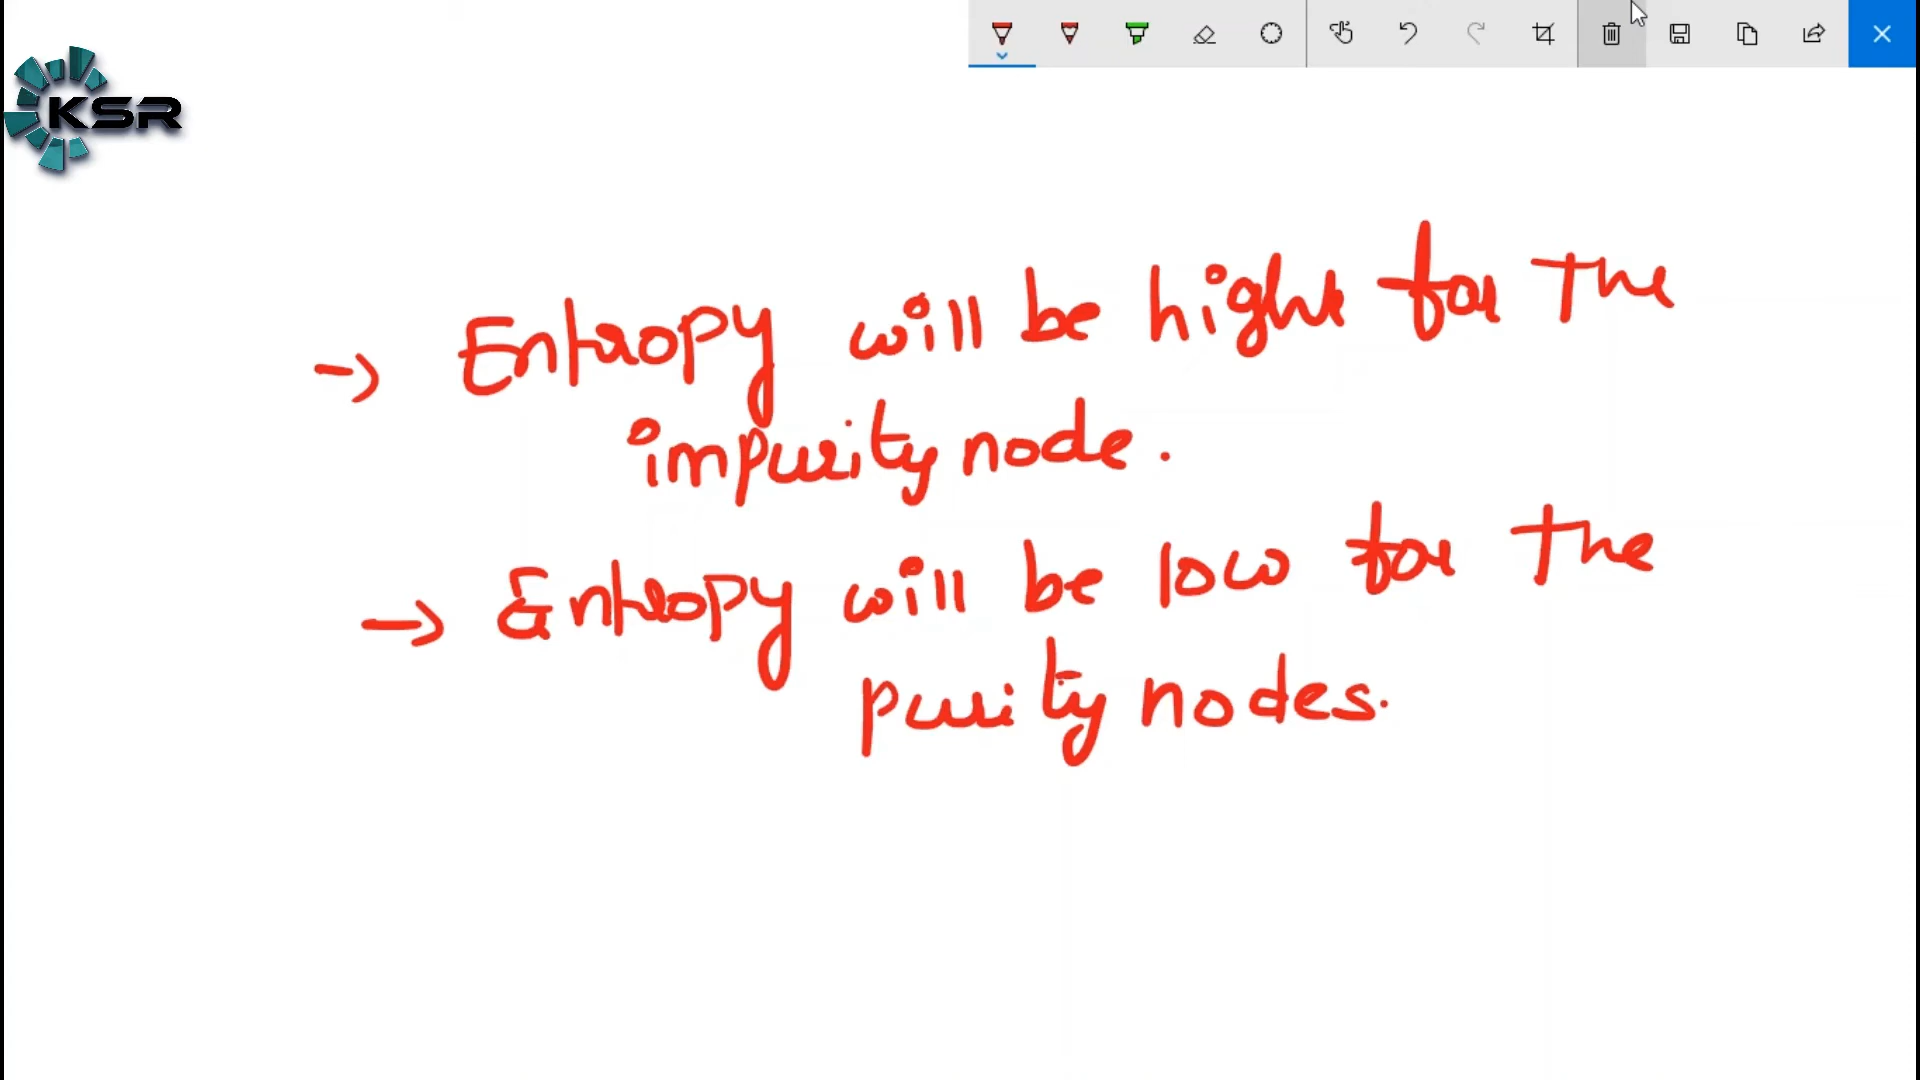 KSR
→ Entropy will be high for the
impurity node.
→ Entropy will be low for the
purity nodes.